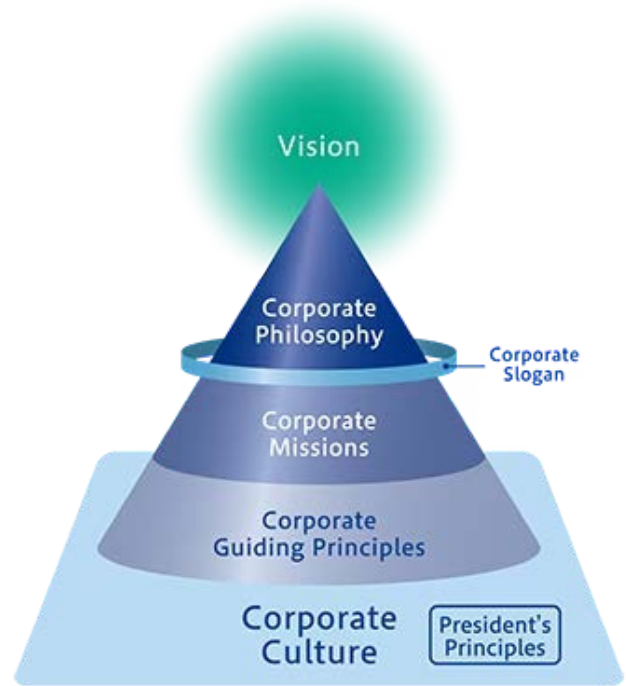 Vision
Corporate
Philosophy
Corporate
Slogan
Corporate
Missions
Corporate
Guiding Principles
Corporate
Culture
President's
Principles